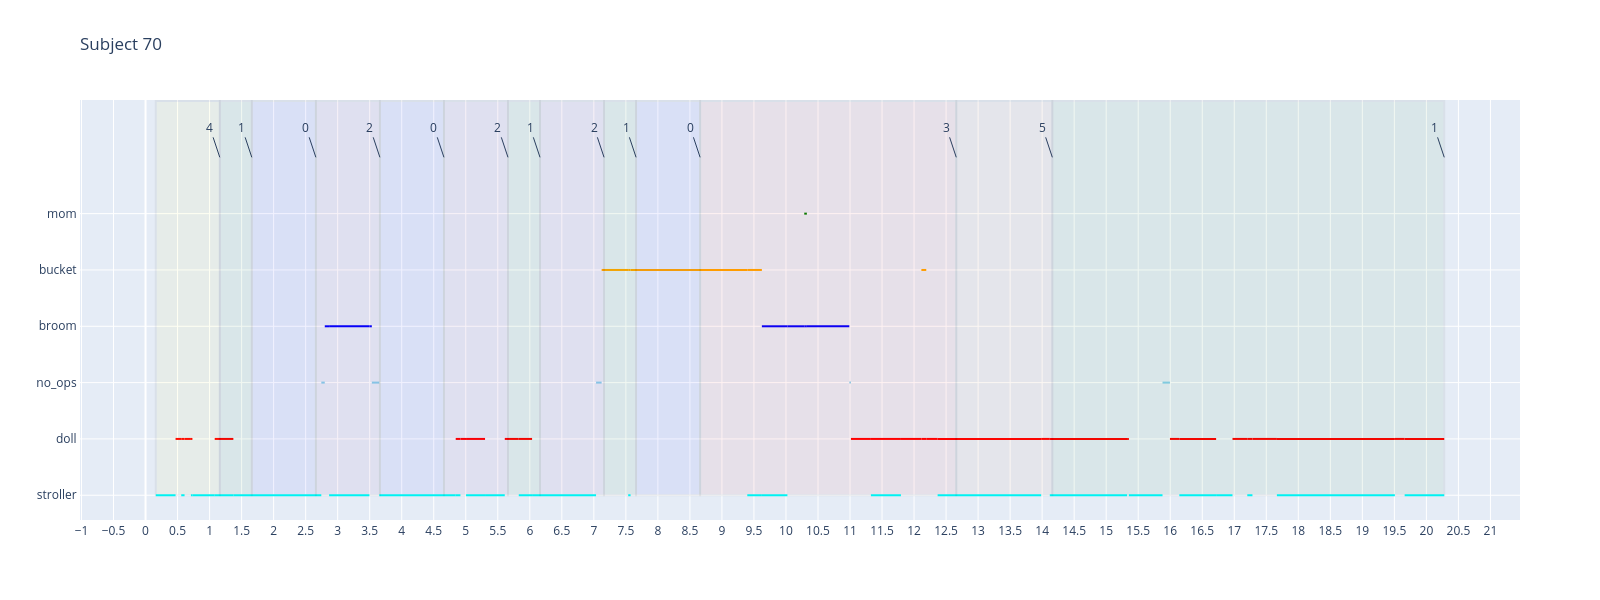 Subject 70
4 1 0 2 0 2 1 2 1 0 3 5 1
mom
bucket
broom
no_ops
doll
stroller
−1 −0.5 0 0.5 1 1.5 2 2.5 3 3.5 4 4.5 5 5.5 6 6.5 7 7.5 8 8.5 9 9.5 10 10.5 11 11.5 12 12.5 13 13.5 14 14.5 15 15.5 16 16.5 17 17.5 18 18.5 19 19.5 20 20.5 21